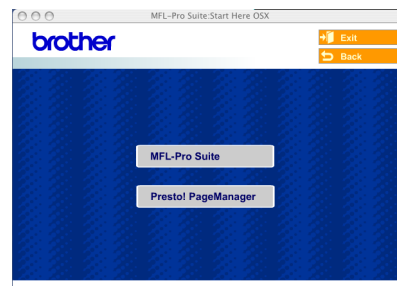 MFL-Pro Suite:Start Here OSX
brother
Exit
Back
MFL-Pro Suite
Presto! PageManager